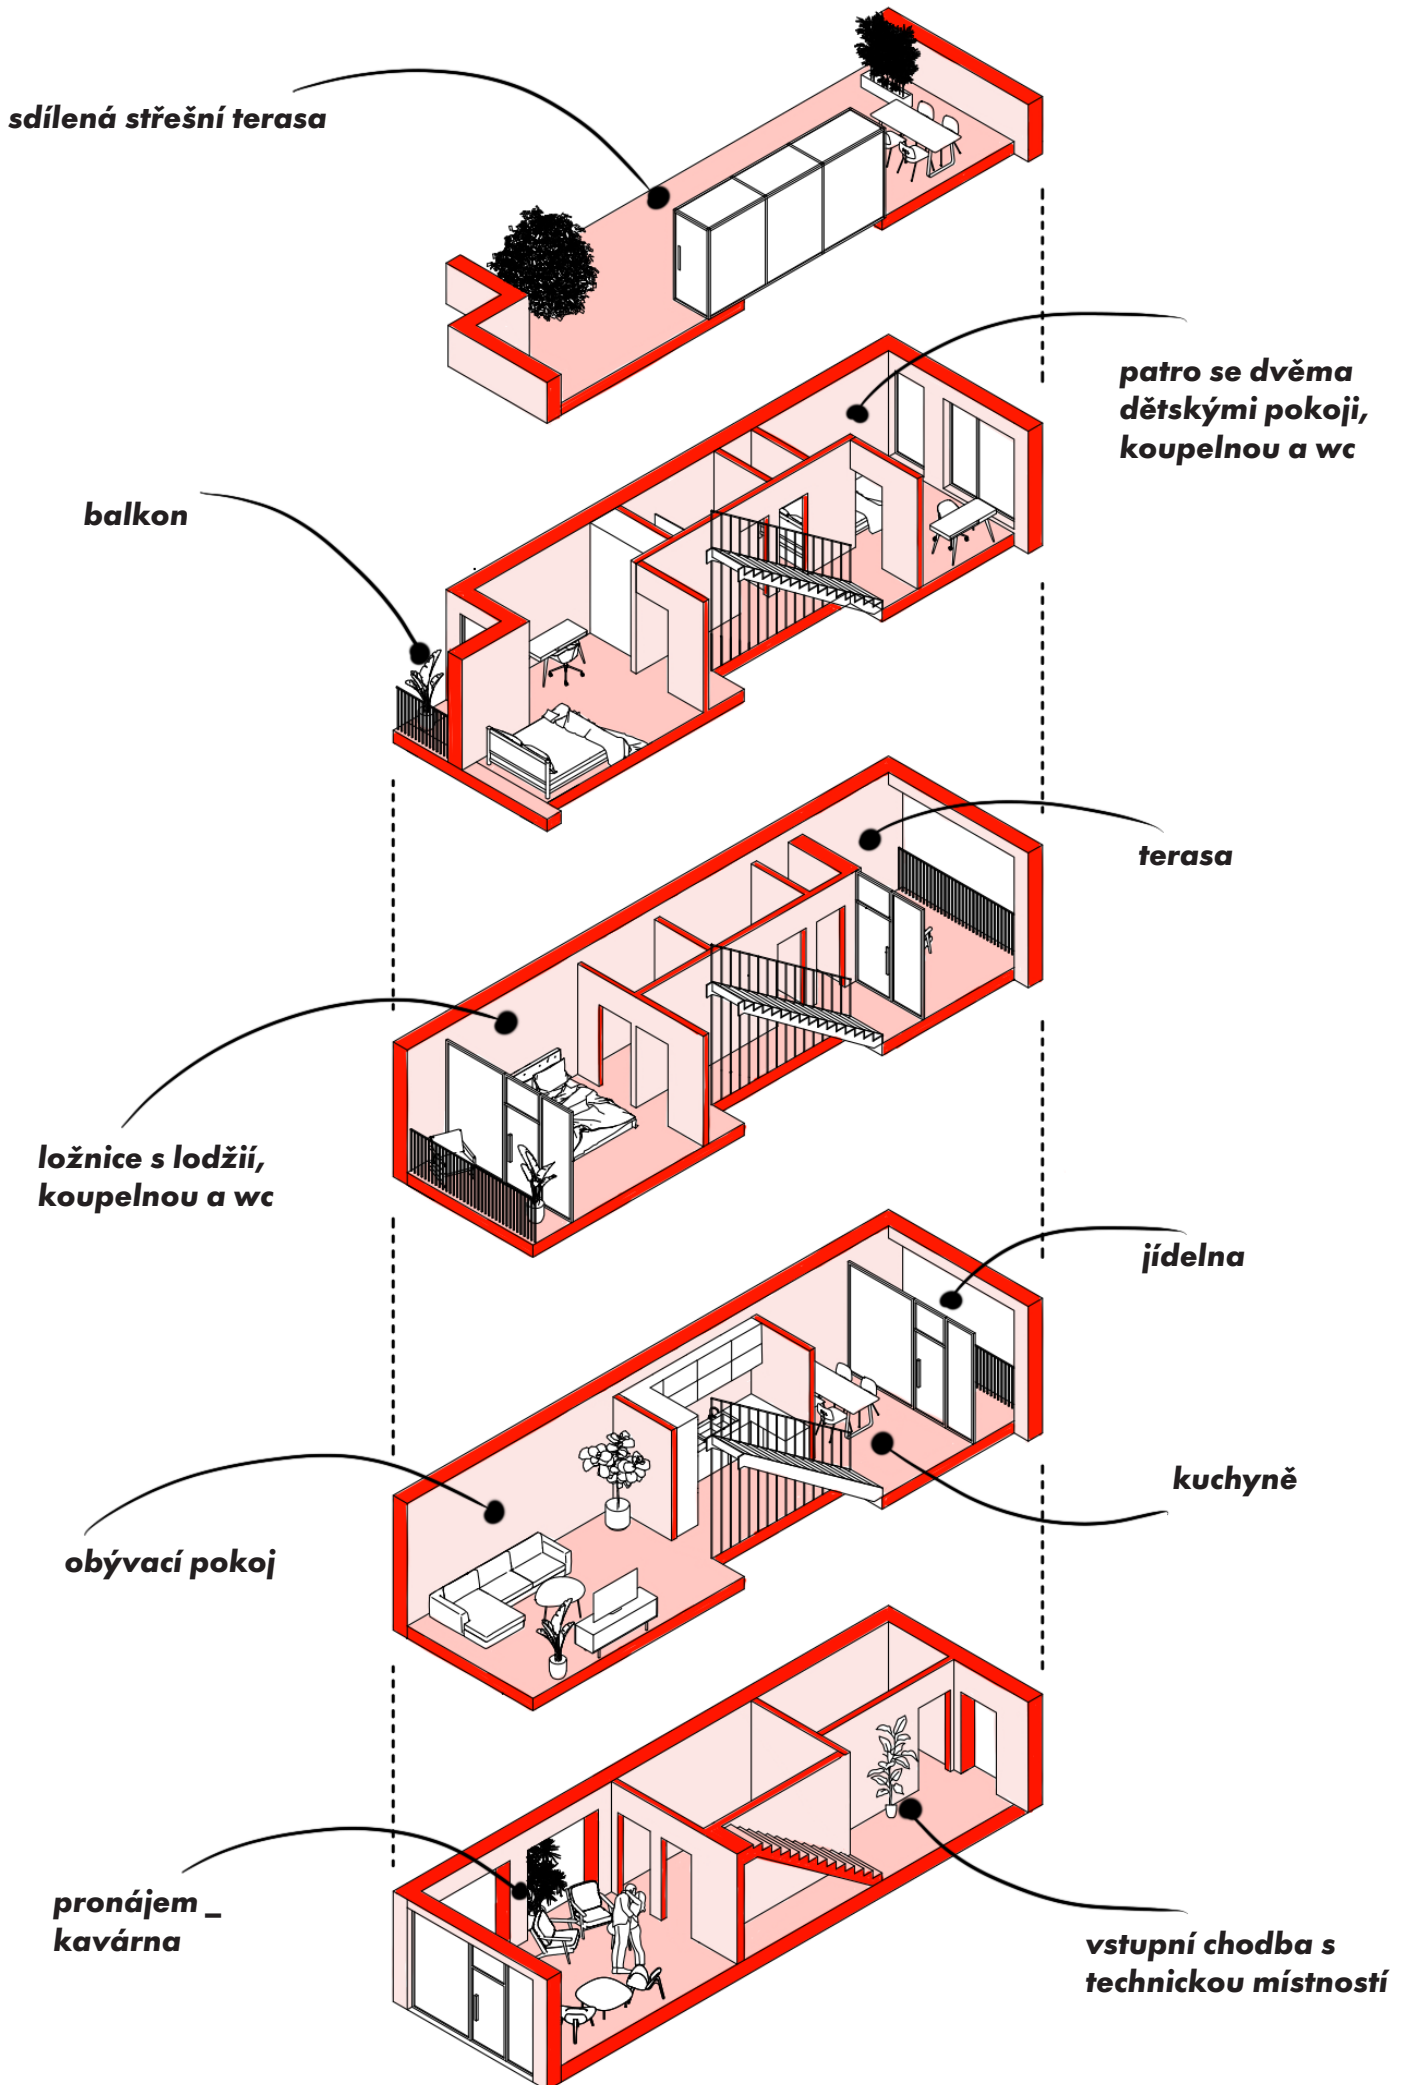 sdílená střešní terasa
patro se dvěma
dětskými pokoji,
koupelnou a wc
balkon
terasa
ložnice s lodžií,
koupelnou a wc
jídelna
kuchyně
obývací pokoj
pronájem _
kavárna
vstupní chodba s
technickou místností